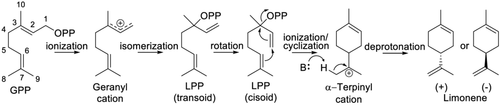 10
OPP
4
3
2
1
5
6
7
8
9
GPP
ionization
⊕
Geranyl
cation
isomerization
OPP
LPP
(transoid)
rotation
OPP
LPP
(cisoid)
ionization/
cyclization
B:
H
⊕
α-Terpinyl
cation
deprotonation
(+)
or
(-)
Limonene